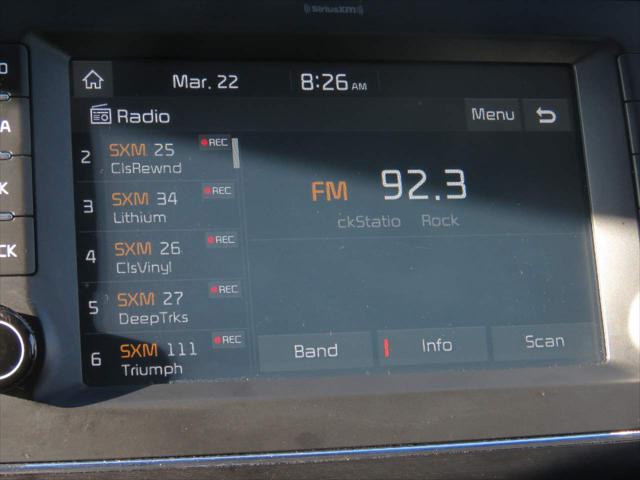 SiriusXM
Mar. 22 8:26 AM
Radio Menu
2 SXM 25 REC
ClsRewnd
3 SXM 34 REC
Lithium
4 SXM 26 REC
ClsVinyl
5 SXM 27 REC
DeepTrks
6 SXM 111 REC
Triumph
FM 92.3
ckStatio Rock
Band Info Scan